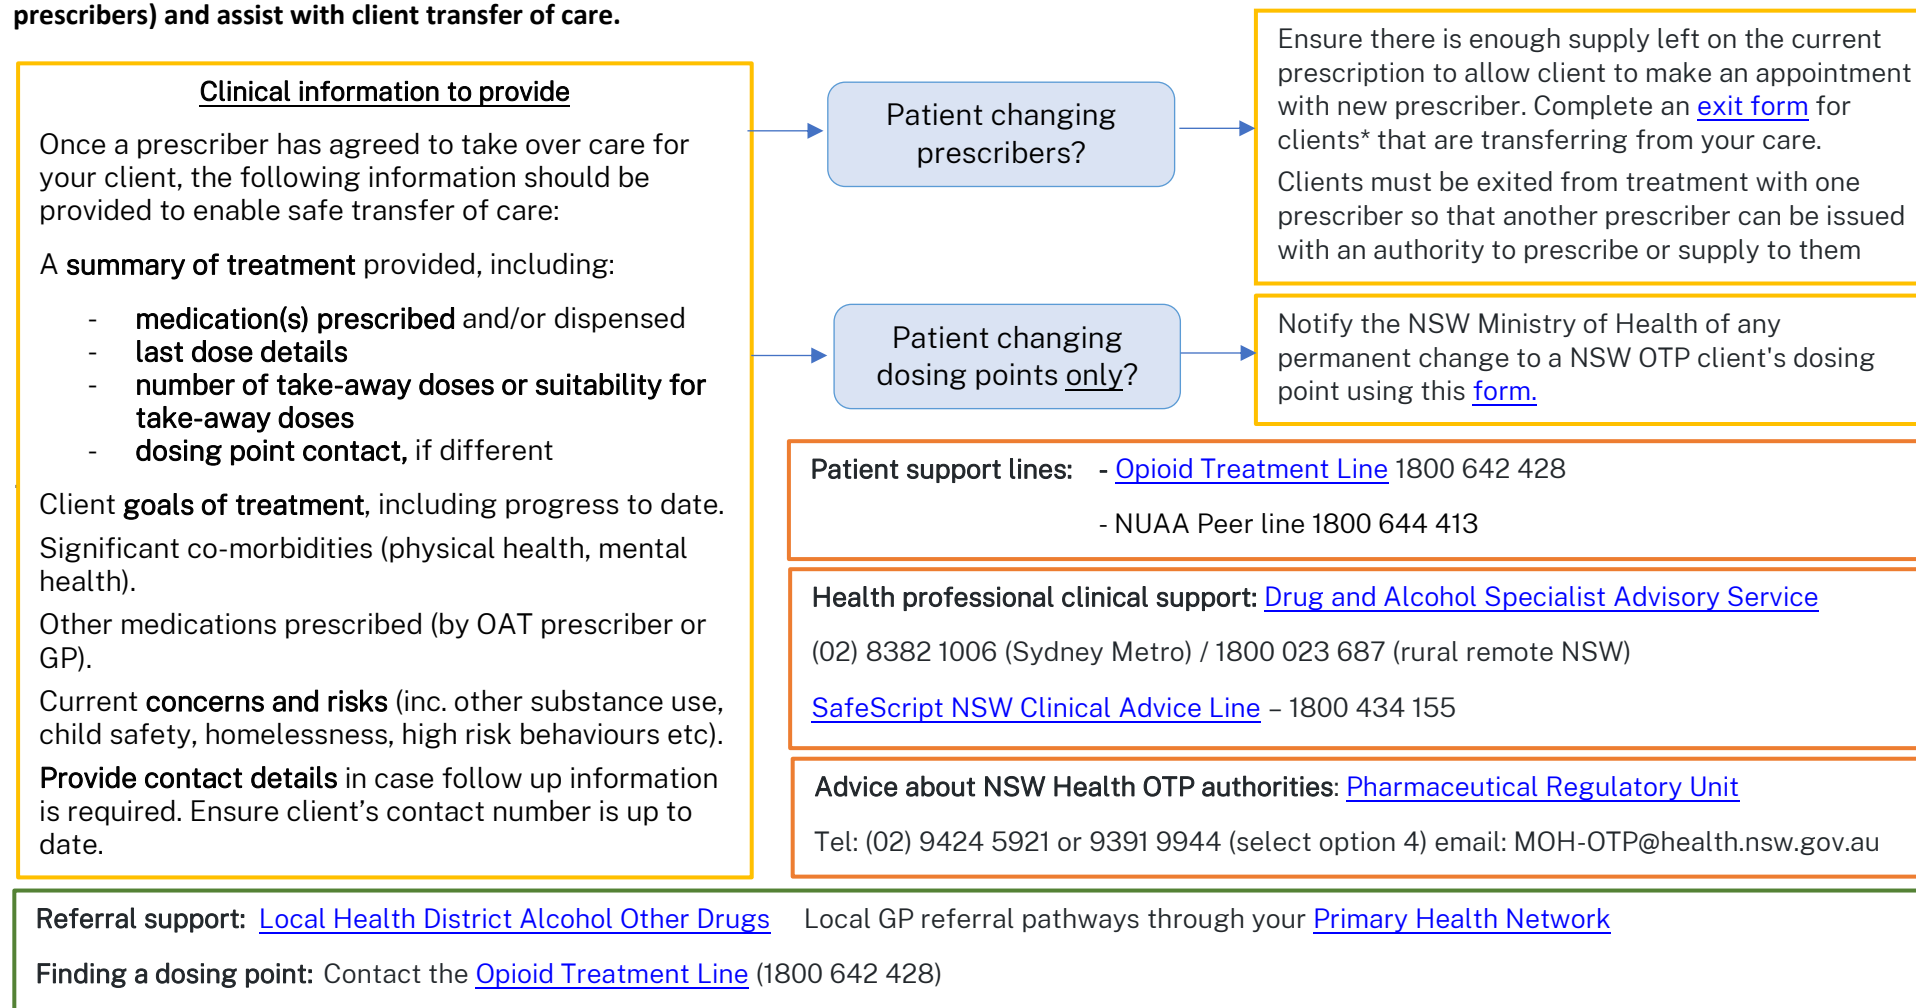 prescribers) and assist with client transfer of care.
Clinical information to provide
Once a prescriber has agreed to take over care for
your client, the following information should be
provided to enable safe transfer of care:
A summary of treatment provided, including:
- medication(s) prescribed and/or dispensed
- last dose details
- number of take-away doses or suitability for
take-away doses
- dosing point contact, if different
Client goals of treatment, including progress to date.
Significant co-morbidities (physical health, mental
health).
Other medications prescribed (by OAT prescriber or
GP).
Current concerns and risks (inc. other substance use,
child safety, homelessness, high risk behaviours etc).
Provide contact details in case follow up information
is required. Ensure client’s contact number is up to
date.
Patient changing
prescribers?
Ensure there is enough supply left on the current
prescription to allow client to make an appointment
with new prescriber. Complete an exit form for
clients* that are transferring from your care.
Clients must be exited from treatment with one
prescriber so that another prescriber can be issued
with an authority to prescribe or supply to them
Patient changing
dosing points only?
Notify the NSW Ministry of Health of any
permanent change to a NSW OTP client's dosing
point using this form.
Patient support lines: - Opioid Treatment Line 1800 642 428
- NUAA Peer line 1800 644 413
Health professional clinical support: Drug and Alcohol Specialist Advisory Service
(02) 8382 1006 (Sydney Metro) / 1800 023 687 (rural remote NSW)
SafeScript NSW Clinical Advice Line – 1800 434 155
Advice about NSW Health OTP authorities: Pharmaceutical Regulatory Unit
Tel: (02) 9424 5921 or 9391 9944 (select option 4) email: MOH-OTP@health.nsw.gov.au
Referral support: Local Health District Alcohol Other Drugs Local GP referral pathways through your Primary Health Network
Finding a dosing point: Contact the Opioid Treatment Line (1800 642 428)